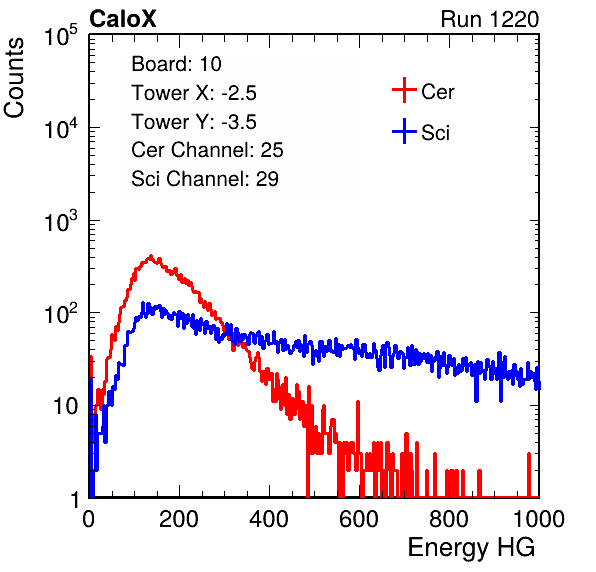 CaloX Run 1220
Counts
Board: 10
Tower X: -2.5
Tower Y: -3.5
Cer Channel: 25
Sci Channel: 29
Cer
Sci
10^5
10^4
10^3
10^2
10
1
0 200 400 600 800 1000
Energy HG